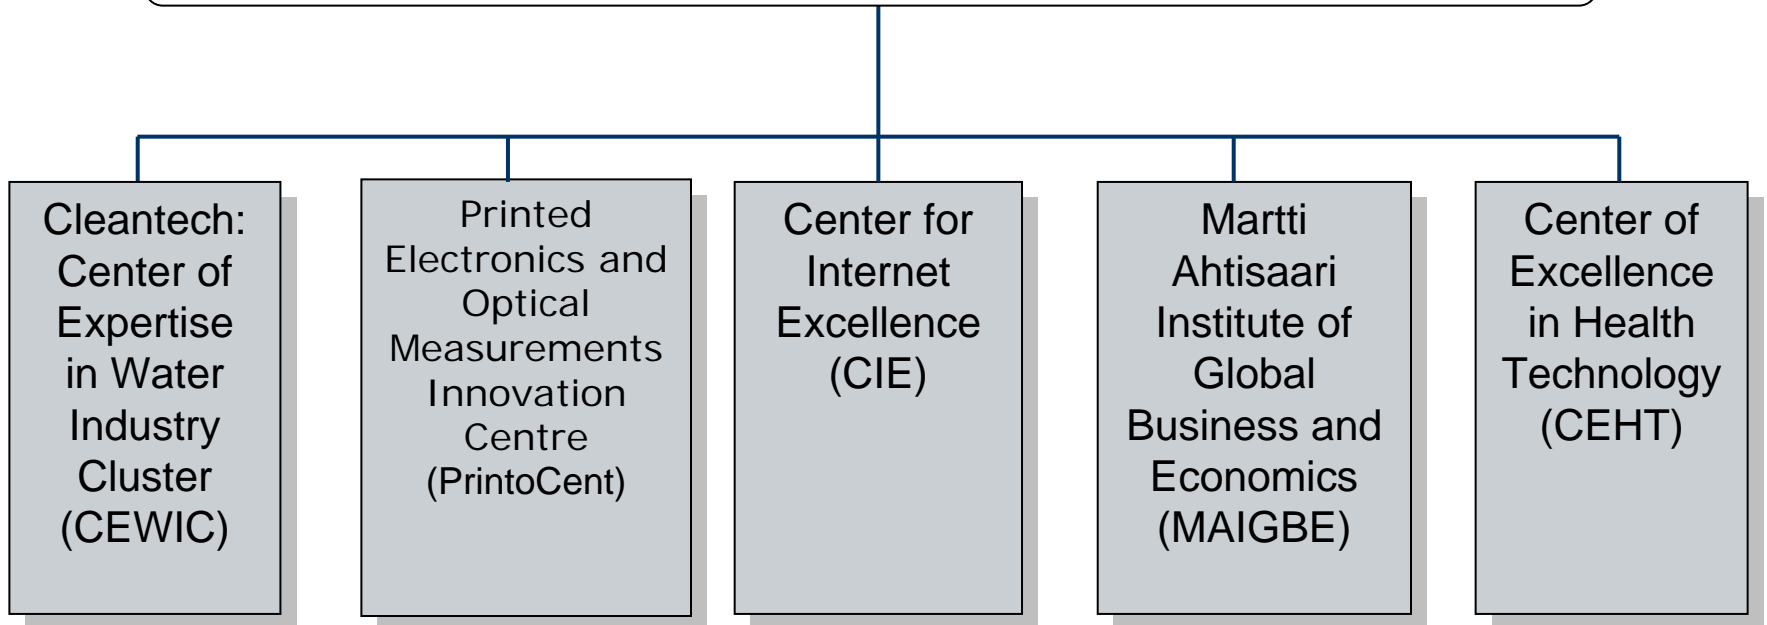 Cleantech:
Center of
Expertise
in Water
Industry
Cluster
(CEWIC)
Printed
Electronics and
Optical
Measurements
Innovation
Centre
(PrintoCent)
Center for
Internet
Excellence
(CIE)
Martti
Ahtisaari
Institute of
Global
Business and
Economics
(MAIGBE)
Center of
Excellence
in Health
Technology
(CEHT)